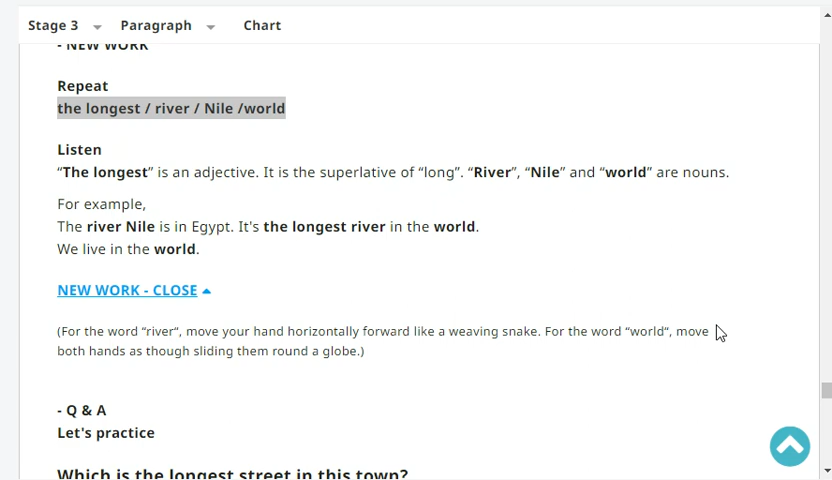 Stage 3 Paragraph Chart
- NEW WORK
Repeat
the longest / river / Nile /world
Listen
“The longest” is an adjective. It is the superlative of “long”. “River”, “Nile” and “world” are nouns.
For example,
The river Nile is in Egypt. It's the longest river in the world.
We live in the world.
NEW WORK - CLOSE
(For the word “river”, move your hand horizontally forward like a weaving snake. For the word “world”, move
both hands as though sliding them round a globe.)
- Q & A
Let's practice
Which is the longest street in this town?